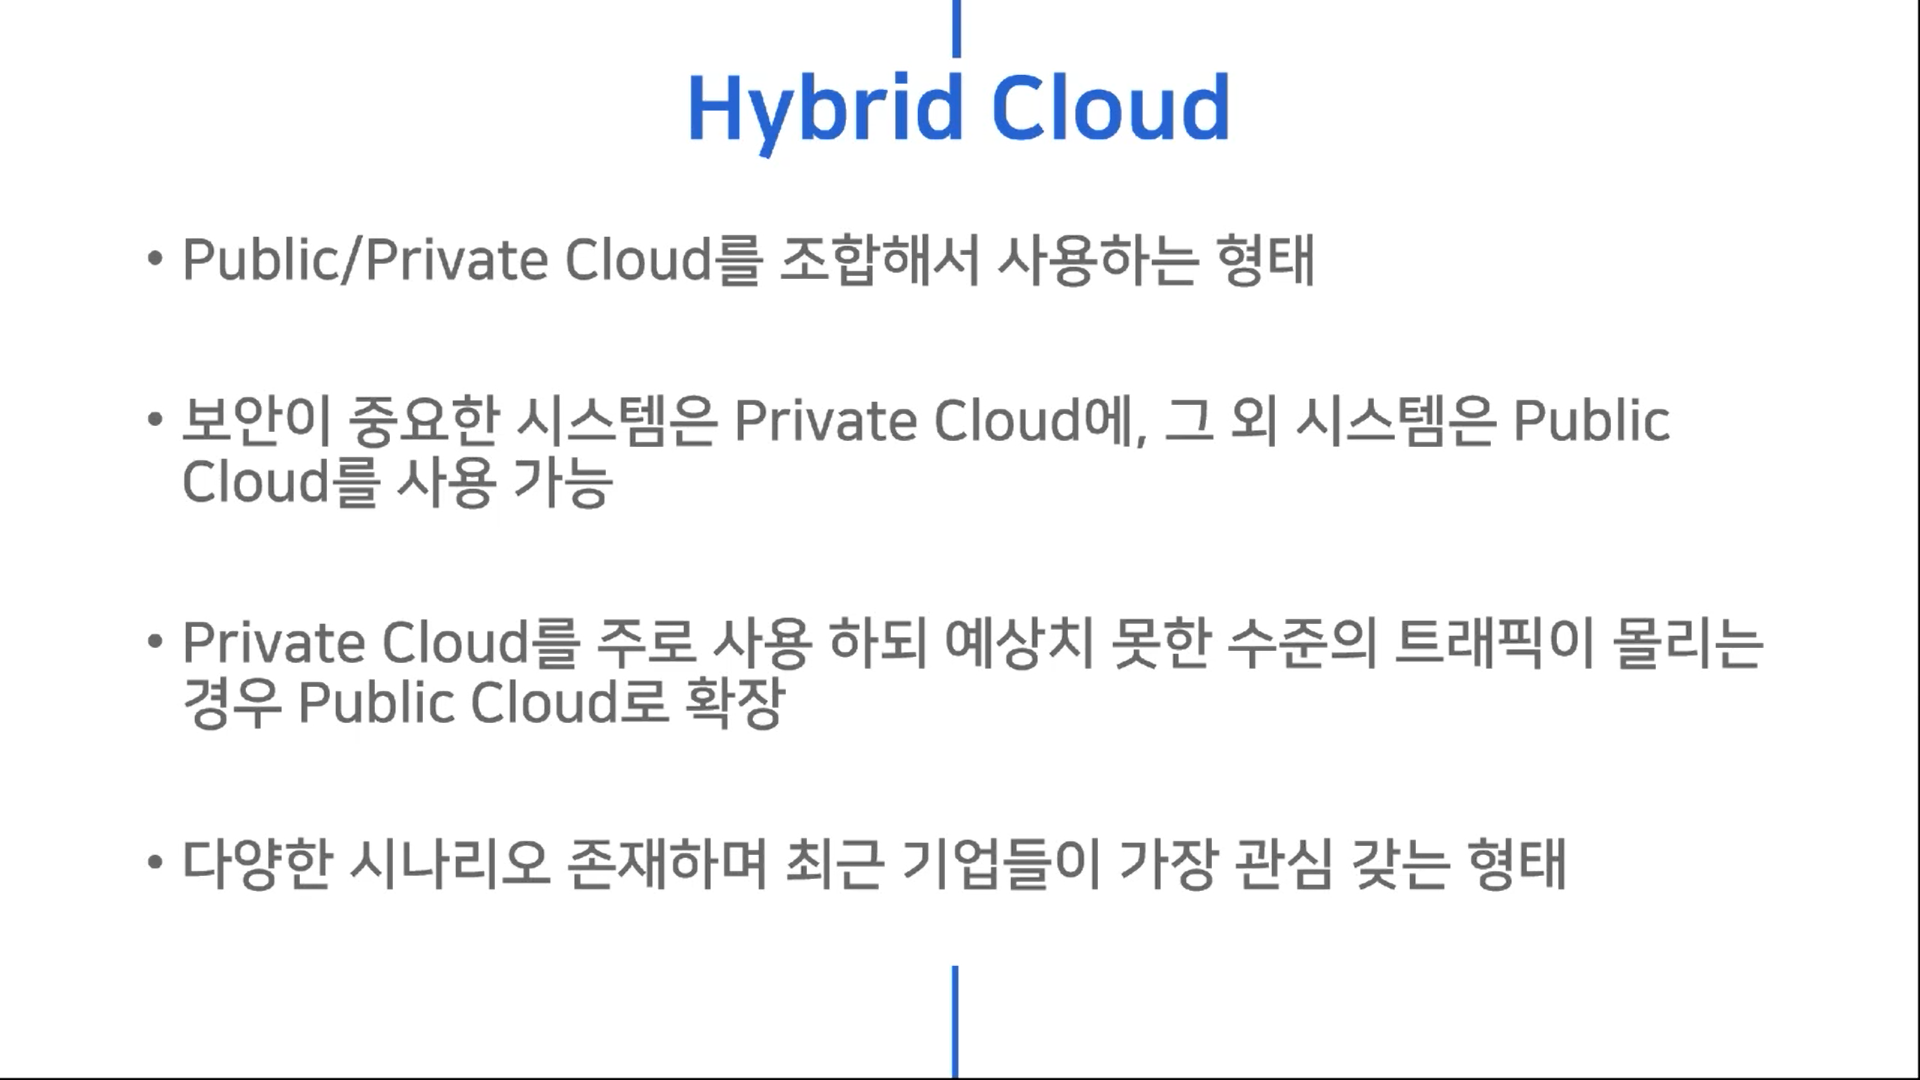 Hybrid Cloud
• Public/Private Cloud를 조합해서 사용하는 형태
• 보안이 중요한 시스템은 Private Cloud에, 그 외 시스템은 Public
Cloud를 사용 가능
• Private Cloud를 주로 사용 하되 예상치 못한 수준의 트래픽이 몰리는
경우 Public Cloud로 확장
• 다양한 시나리오 존재하며 최근 기업들이 가장 관심 갖는 형태